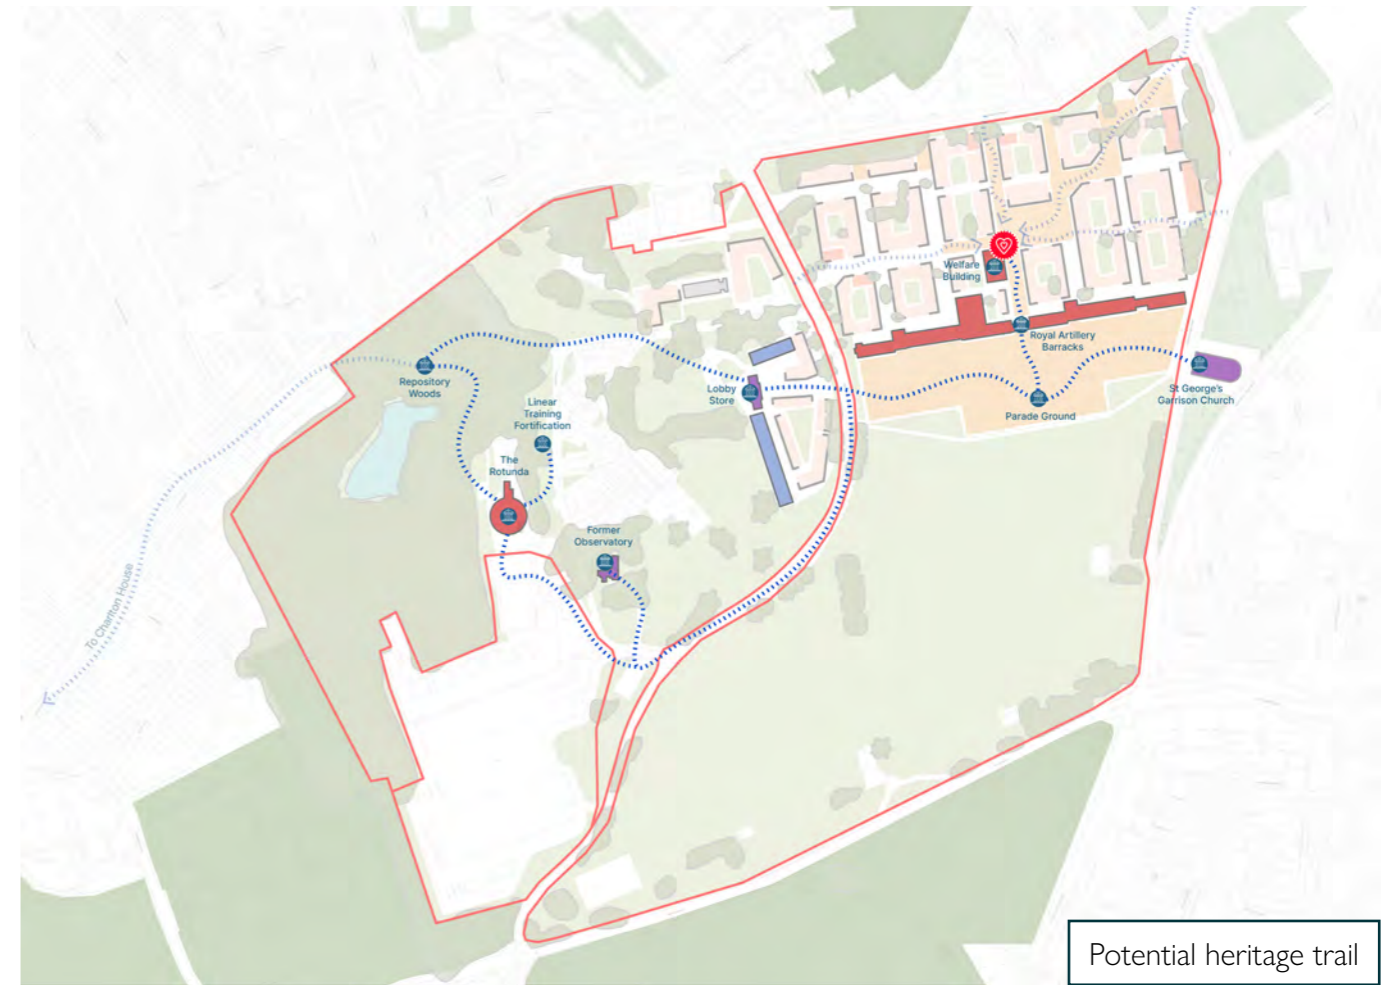 Welfare
Building
Royal Artillery
Barracks
Repository
Woods
Lobby
Store
St George's
Garrison Church
Linear
Training
Fortification
Parade Ground
The
Rotunda
Former
Observatory
To Charlton House
Potential heritage trail